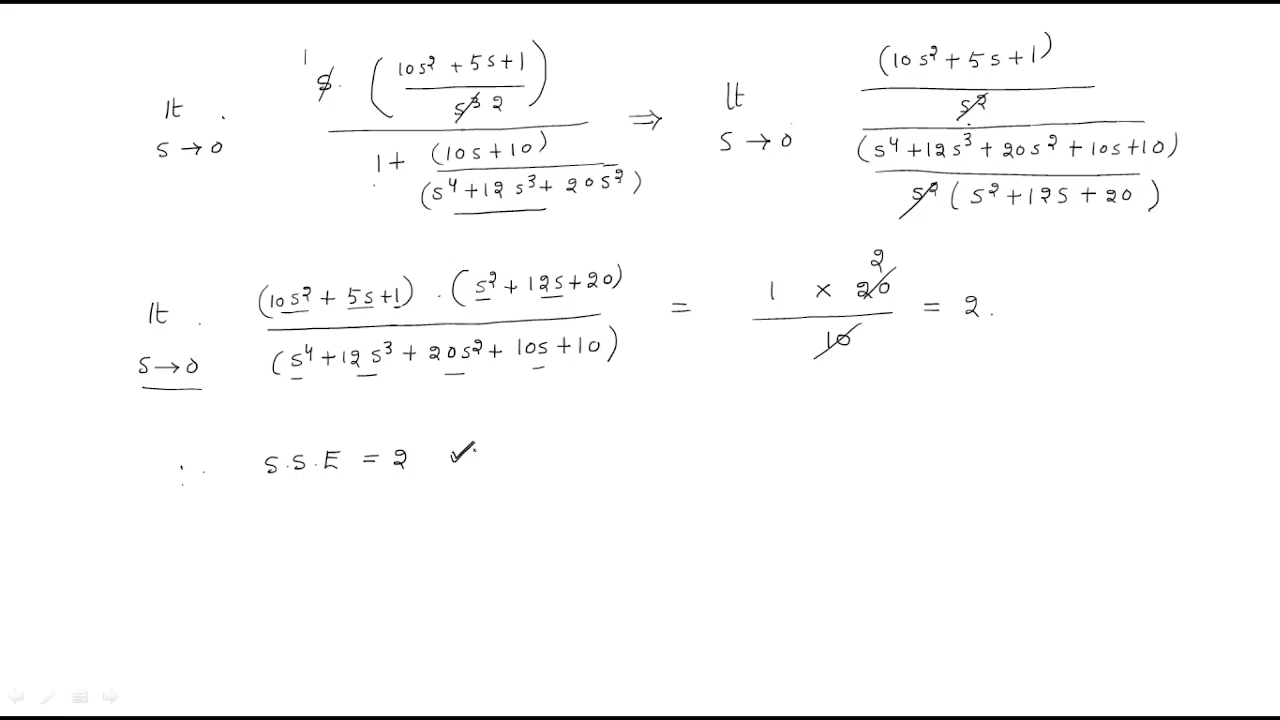 lt s→0 1 s. ( (10s² + 5s + 1) / (s³ 2) ) / ( 1 + (10s+10) / (s⁴ + 12s³ + 20s²) ) ⇒ lt s→0 ( (10s² + 5s + 1) / s² ) / ( (s⁴ + 12s³ + 20s² + 10s + 10) / s² (s² + 12s + 20) )
lt s→0 (10s² + 5s + 1) . (s² + 12s + 20) / (s⁴ + 12s³ + 20s² + 10s + 10) = 1 × 20 2 / 10 = 2.
∴ S.S.E = 2 ✓